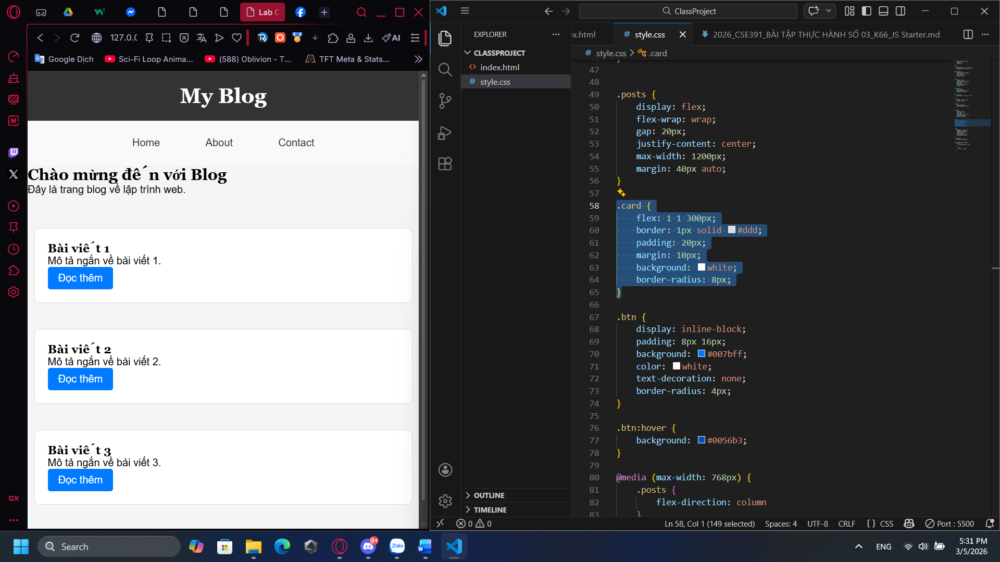 Lab C
127.0.0
AI
Google Dịch
Sci-Fi Loop Anima...
(588) Oblivion - T...
TFT Meta & Stats...
My Blog
Home
About
Contact
Chào mừng đến với Blog
Đây là trang blog về lập trình web.
Bài viết 1
Mô tả ngắn về bài viết 1.
Đọc thêm
Bài viết 2
Mô tả ngắn về bài viết 2.
Đọc thêm
Bài viết 3
Mô tả ngắn về bài viết 3.
Đọc thêm
GX
ClassProject
EXPLORER
CLASSPROJECT
index.html
style.css
OUTLINE
TIMELINE
ex.html
style.css
2026_CSE391_BÀI TẬP THỰC HÀNH SỐ 03_K66_JS Starter.md
style.css > .card
47
48
49 .posts {
50 display: flex;
51 flex-wrap: wrap;
52 gap: 20px;
53 justify-content: center;
54 max-width: 1200px;
55 margin: 40px auto;
56 }
57
58 .card {
59 flex: 1 1 300px;
60 border: 1px solid #ddd;
61 padding: 20px;
62 margin: 10px;
63 background: white;
64 border-radius: 8px;
65 }
66
67 .btn {
68 display: inline-block;
69 padding: 8px 16px;
70 background: #007bff;
71 color: white;
72 text-decoration: none;
73 border-radius: 4px;
74 }
75
76 .btn:hover {
77 background: #0056b3;
78 }
79
80 @media (max-width: 768px) {
81 .posts {
82 flex-direction: column
83 }
0 0
Ln 58, Col 1 (149 selected)
Spaces: 4
UTF-8
CRLF
{ } CSS
Port : 5500
Search
9+
Zalo
ENG
5:31 PM
3/5/2026